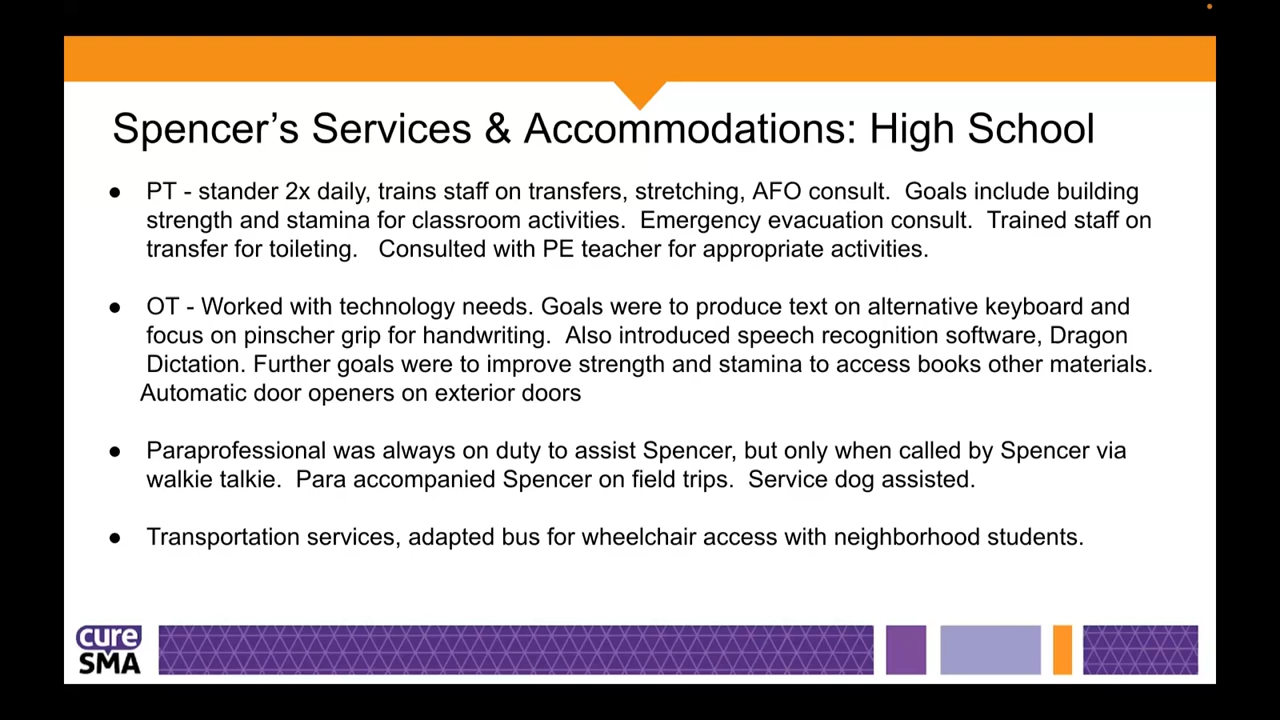 Spencer’s Services & Accommodations: High School
● PT - stander 2x daily, trains staff on transfers, stretching, AFO consult.  Goals include building
strength and stamina for classroom activities.  Emergency evacuation consult.  Trained staff on
transfer for toileting.   Consulted with PE teacher for appropriate activities.
● OT - Worked with technology needs. Goals were to produce text on alternative keyboard and
focus on pinscher grip for handwriting.  Also introduced speech recognition software, Dragon
Dictation. Further goals were to improve strength and stamina to access books other materials.
Automatic door openers on exterior doors
● Paraprofessional was always on duty to assist Spencer, but only when called by Spencer via
walkie talkie.  Para accompanied Spencer on field trips.  Service dog assisted.
● Transportation services, adapted bus for wheelchair access with neighborhood students.
cure
SMA